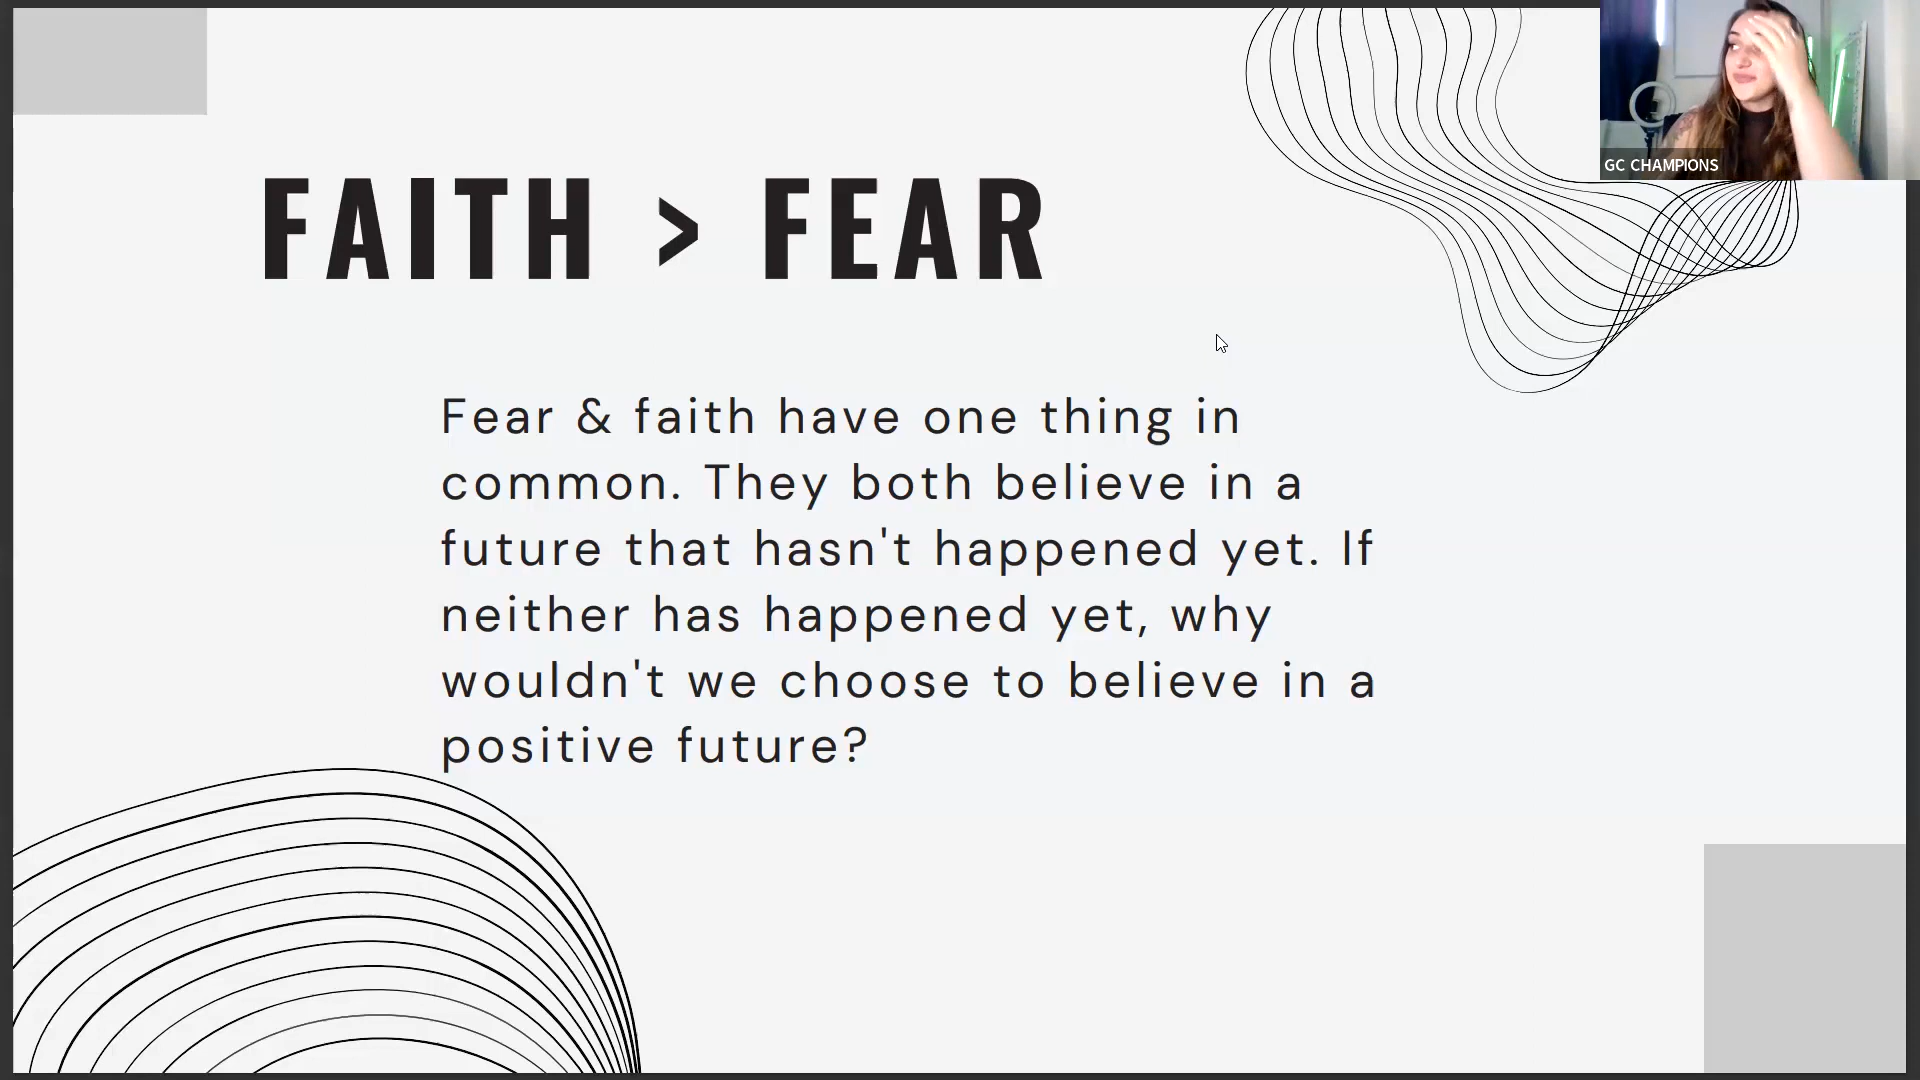 GC CHAMPIONS
FAITH > FEAR
Fear & faith have one thing in
common. They both believe in a
future that hasn't happened yet. If
neither has happened yet, why
wouldn't we choose to believe in a
positive future?